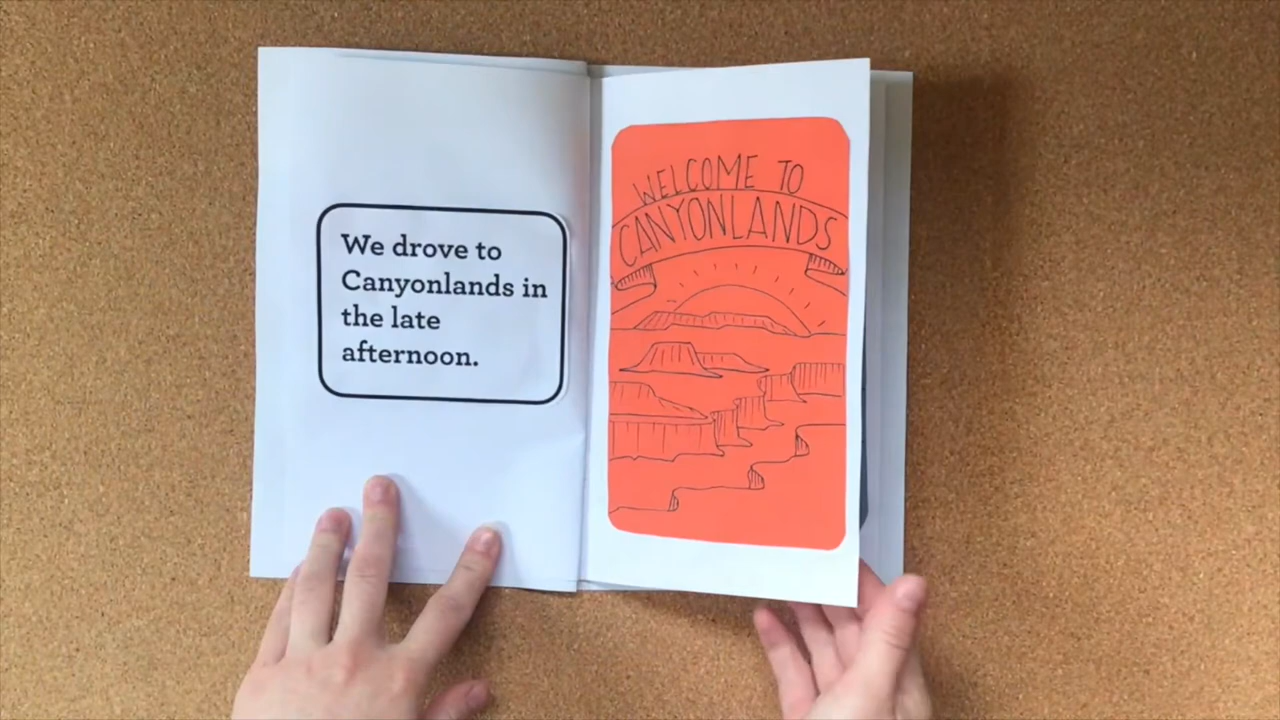 We drove to
Canyonlands in
the late
afternoon.
WELCOME TO
CANYONLANDS